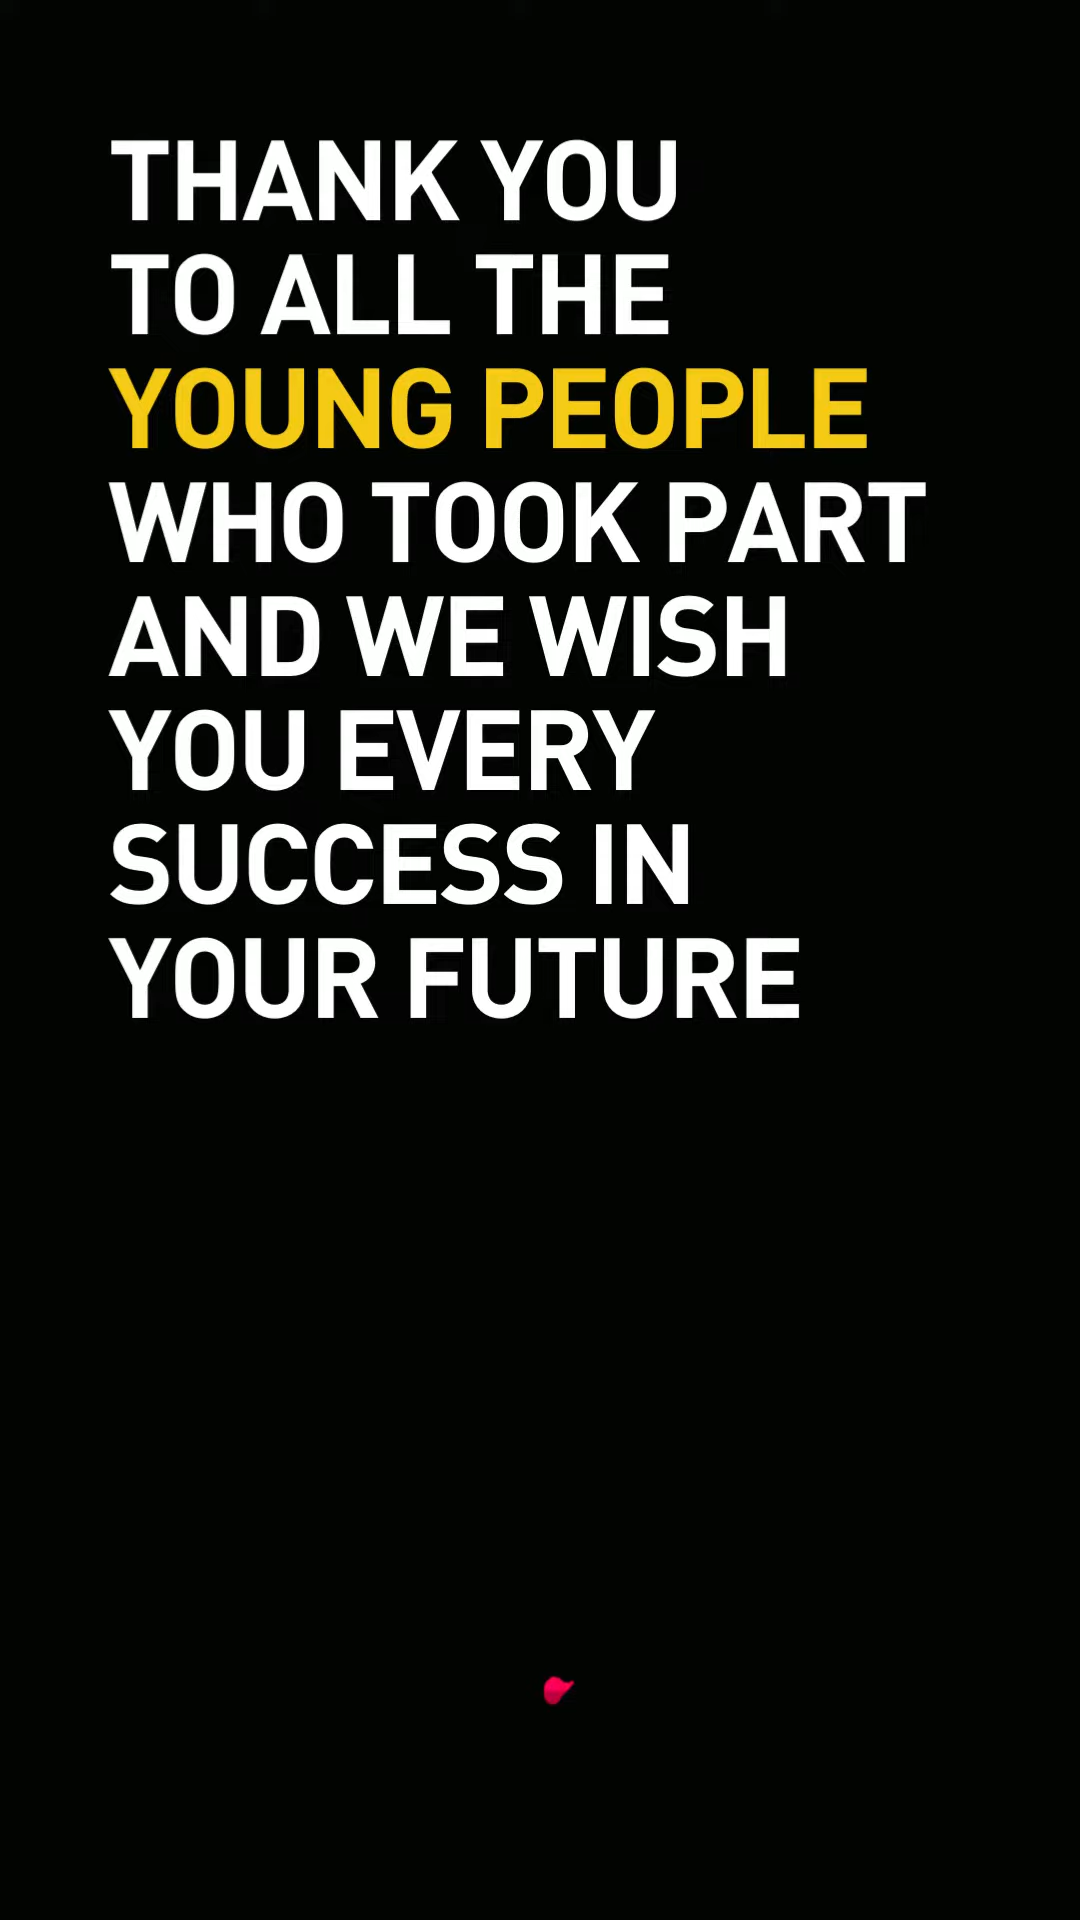 THANK YOU
TO ALL THE
YOUNG PEOPLE
WHO TOOK PART
AND WE WISH
YOU EVERY
SUCCESS IN
YOUR FUTURE